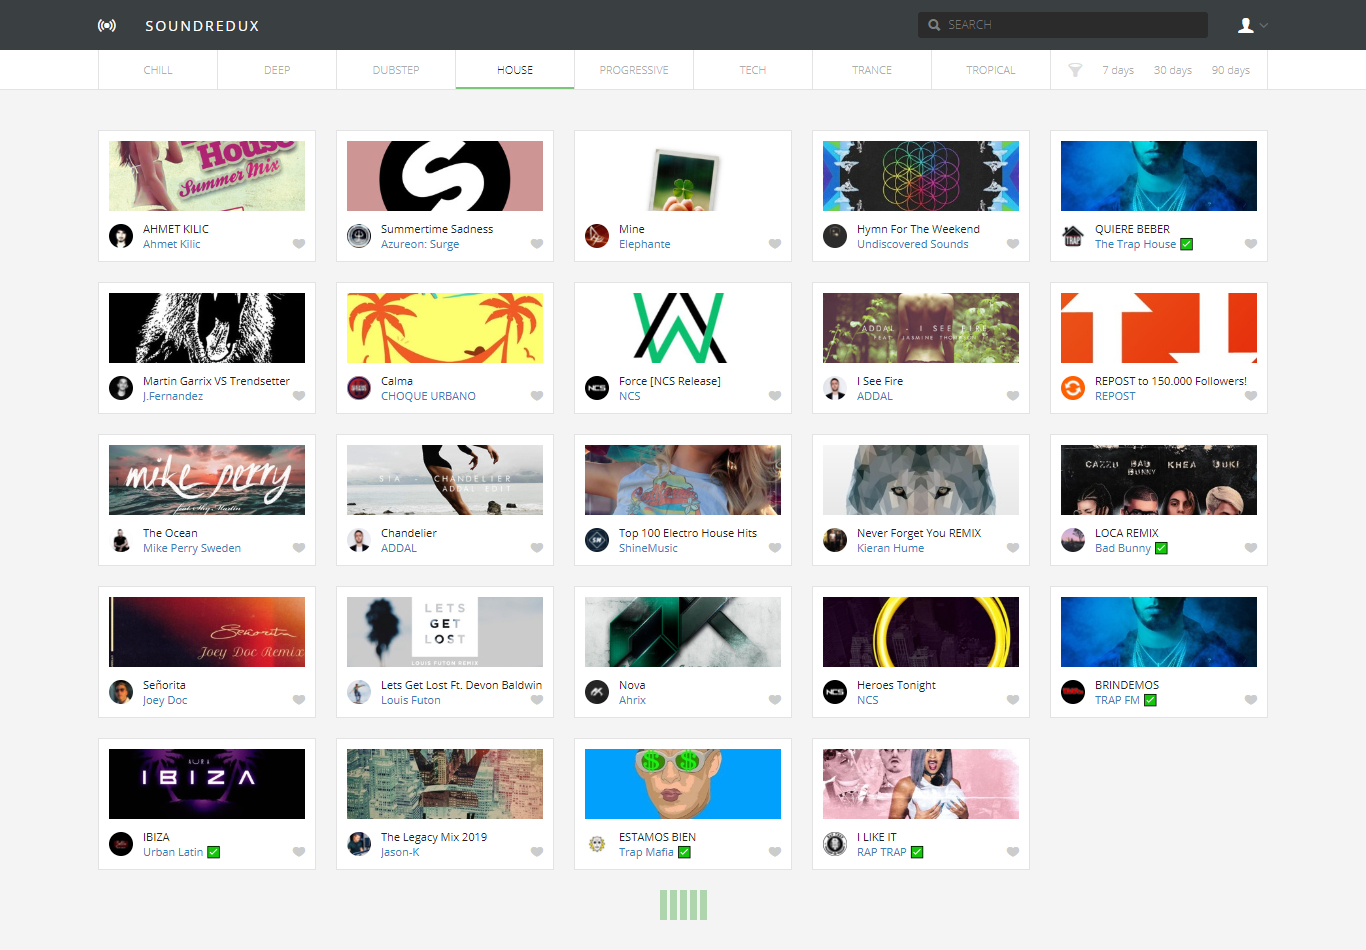 SOUNDREDUX
SEARCH
CHILL
DEEP
DUBSTEP
HOUSE
PROGRESSIVE
TECH
TRANCE
TROPICAL
7 days
30 days
90 days
House
Summer Mix
AHMET KILIC
Ahmet Kilic
S
Summertime Sadness
Azureon: Surge
Mine
Elephante
Hymn For The Weekend
Undiscovered Sounds
TRAP
QUIERE BEBER
The Trap House ✅
Martin Garrix VS Trendsetter
J.Fernandez
Calma
CHOQUE URBANO
NCS
Force [NCS Release]
NCS
ADDAL - I SEE FIRE
FEAT. JASMINE THOMPSON
I See Fire
ADDAL
REPOST to 150.000 Followers!
REPOST
mike perry
feat. Shy Martin
The Ocean
Mike Perry Sweden
SIA - CHANDELIER
ADDAL EDIT
Chandelier
ADDAL
Top 100 Electro House Hits
ShineMusic
Never Forget You REMIX
Kieran Hume
CAZZU BAD BUNNY KHEA DUKI
LOCA REMIX
Bad Bunny ✅
Señorita
Joey Doc Remix
Señorita
Joey Doc
LETS
GET
LOST
LOUIS FUTON REMIX
Lets Get Lost Ft. Devon Baldwin
Louis Futon
Nova
Ahrix
NCS
Heroes Tonight
NCS
BRINDEMOS
TRAP FM ✅
IBIZA
IBIZA
Urban Latin ✅
The Legacy Mix 2019
Jason-K
$ $
ESTAMOS BIEN
Trap Mafia ✅
I LIKE IT
RAP TRAP ✅